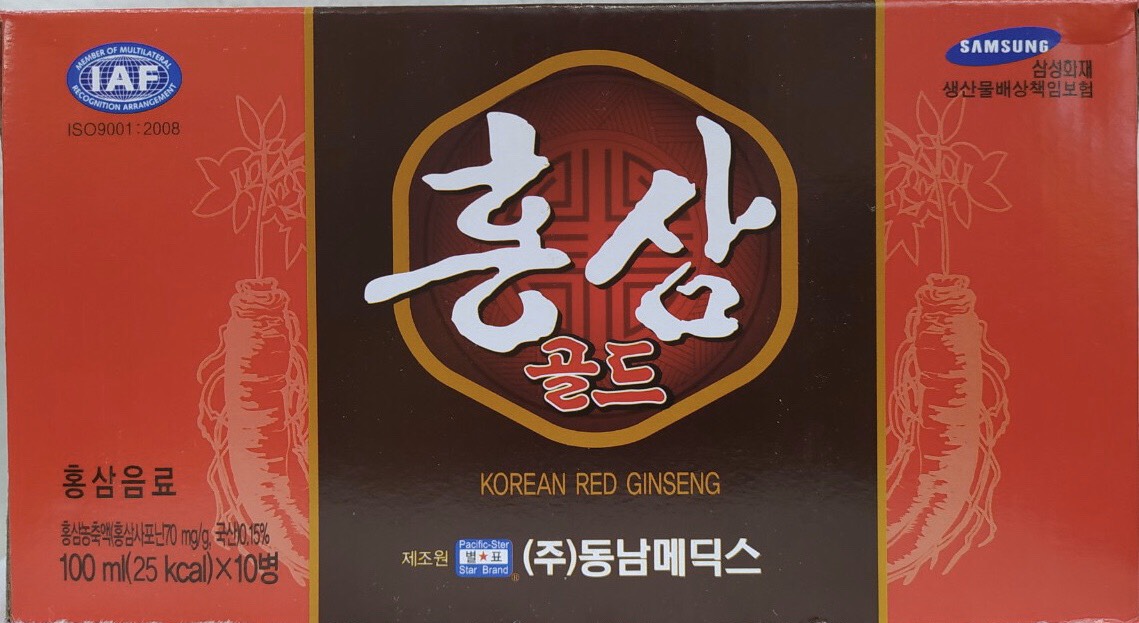 MEMBER OF MULTILATERAL
IAF
RECOGNITION ARRANGEMENT
ISO9001:2008
SAMSUNG
삼성화재
생산물배상책임보험
홍삼
골드
KOREAN RED GINSENG
홍삼음료
홍삼농축액(홍삼사포닌70 mg/g, 국산)0.15%
100 ml(25 kcal)×10병
제조원
Pacific-Ster
별★표
Star Brand
®
(주)동남메딕스